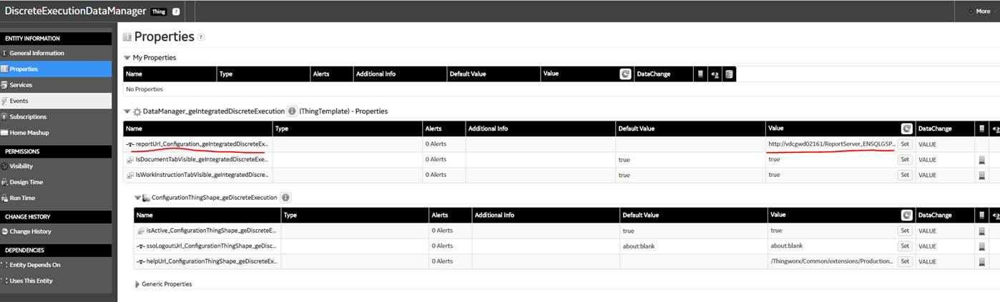 DiscreteExecutionDataManager Thing ?
More
ENTITY INFORMATION
General Information
Properties
Services
Events
Subscriptions
Home Mashup
PERMISSIONS
Visibility
Design Time
Run Time
CHANGE HISTORY
Change History
DEPENDENCIES
Entity Depends On
Uses This Entity
Properties ?
My Properties
Name Type Alerts Additional Info Default Value Value DataChange
No Properties
DataManager_geIntegratedDiscreteExecution (ThingTemplate) - Properties
Name Type Alerts Additional Info Default Value Value DataChange
reportUrl_Configuration_geIntegratedDiscreteEx... 0 Alerts http://vdcgwd02161/ReportServer_ENSQLGSP... Set VALUE
IsDocumentTabVisible_geIntegratedDiscreteExe... 0 Alerts true true Set VALUE
IsWorkInstructionTabVisible_geIntegratedDiscre... 0 Alerts true true Set VALUE
ConfigurationThingShape_geDiscreteExecution
Name Type Alerts Additional Info Default Value Value DataChange
isActive_ConfigurationThingShape_geDiscreteE... 0 Alerts true true Set VALUE
ssoLogoutUrl_ConfigurationThingShape_geDisc... 0 Alerts about:blank about:blank Set VALUE
helpUrl_ConfigurationThingShape_geDiscreteEx... 0 Alerts /Thingworx/Common/extensions/Production... Set VALUE
Generic Properties